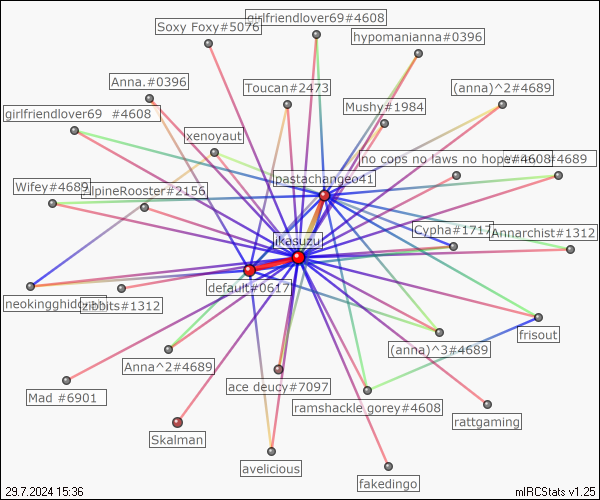 girlfriendlover69#4608
Soxy Foxy#5076
hypomanianna#0396
Anna.#0396
Toucan#2473
(anna)^2#4689
Mushy#1984
girlfriendlover69 #4608
xenoyaut
no cops no laws no hope
#4608
4689
pastachangeo41
Wifey#4689
AlpineRooster#2156
Cypha#1717
Annarchist#1312
ikasuzu
default#0617
zibbits#1312
frisout
(anna)^3#4689
Anna^2#4689
ace deucy#7097
Mad #6901
ramshackle gorey#4608
rattgaming
Skalman
avelicious
fakedingo
29.7.2024 15:36
mIRCStats v1.25